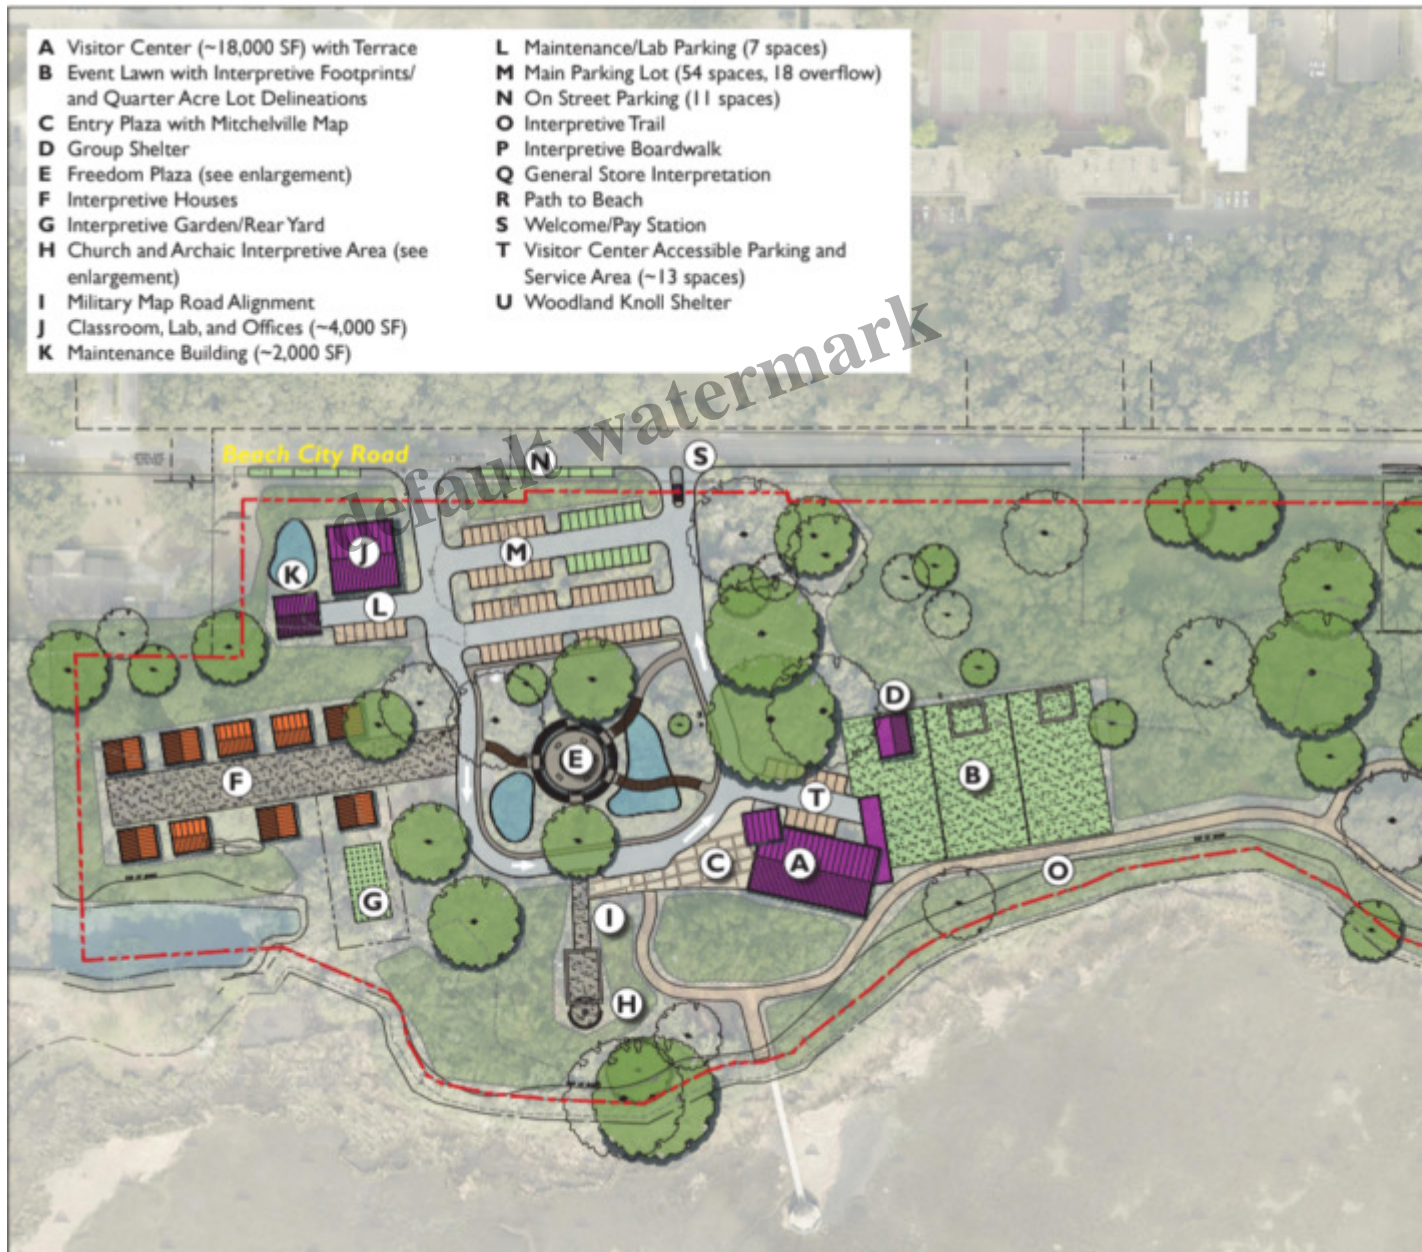 A Visitor Center (~18,000 SF) with Terrace
B Event Lawn with Interpretive Footprints/
and Quarter Acre Lot Delineations
C Entry Plaza with Mitchelville Map
D Group Shelter
E Freedom Plaza (see enlargement)
F Interpretive Houses
G Interpretive Garden/Rear Yard
H Church and Archaic Interpretive Area (see
enlargement)
I Military Map Road Alignment
J Classroom, Lab, and Offices (~4,000 SF)
K Maintenance Building (~2,000 SF)
L Maintenance/Lab Parking (7 spaces)
M Main Parking Lot (54 spaces, 18 overflow)
N On Street Parking (11 spaces)
O Interpretive Trail
P Interpretive Boardwalk
Q General Store Interpretation
R Path to Beach
S Welcome/Pay Station
T Visitor Center Accessible Parking and
Service Area (~13 spaces)
U Woodland Knoll Shelter
default watermark
Beach City Road
N
S
J
M
K
L
D
E
F
B
T
C
A
O
G
I
H